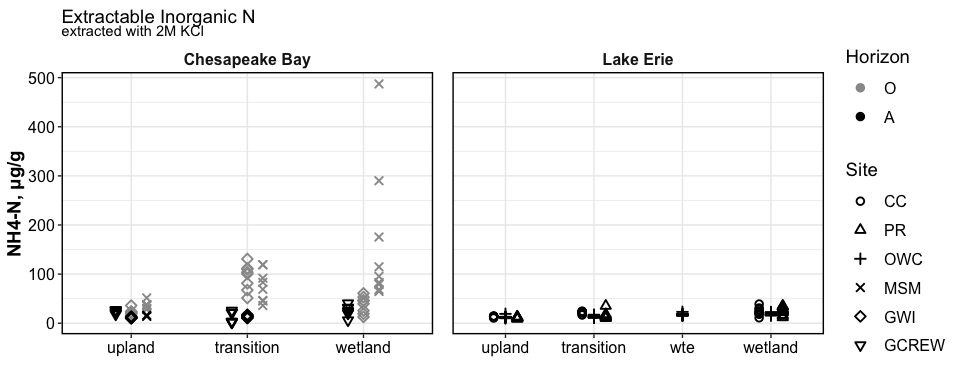 Extractable Inorganic N
extracted with 2M KCl
Chesapeake Bay
Lake Erie
NH4-N, µg/g
500
400
300
200
100
0
upland
transition
wetland
upland
transition
wte
wetland
Horizon
O
A
Site
CC
PR
OWC
MSM
GWI
GCREW